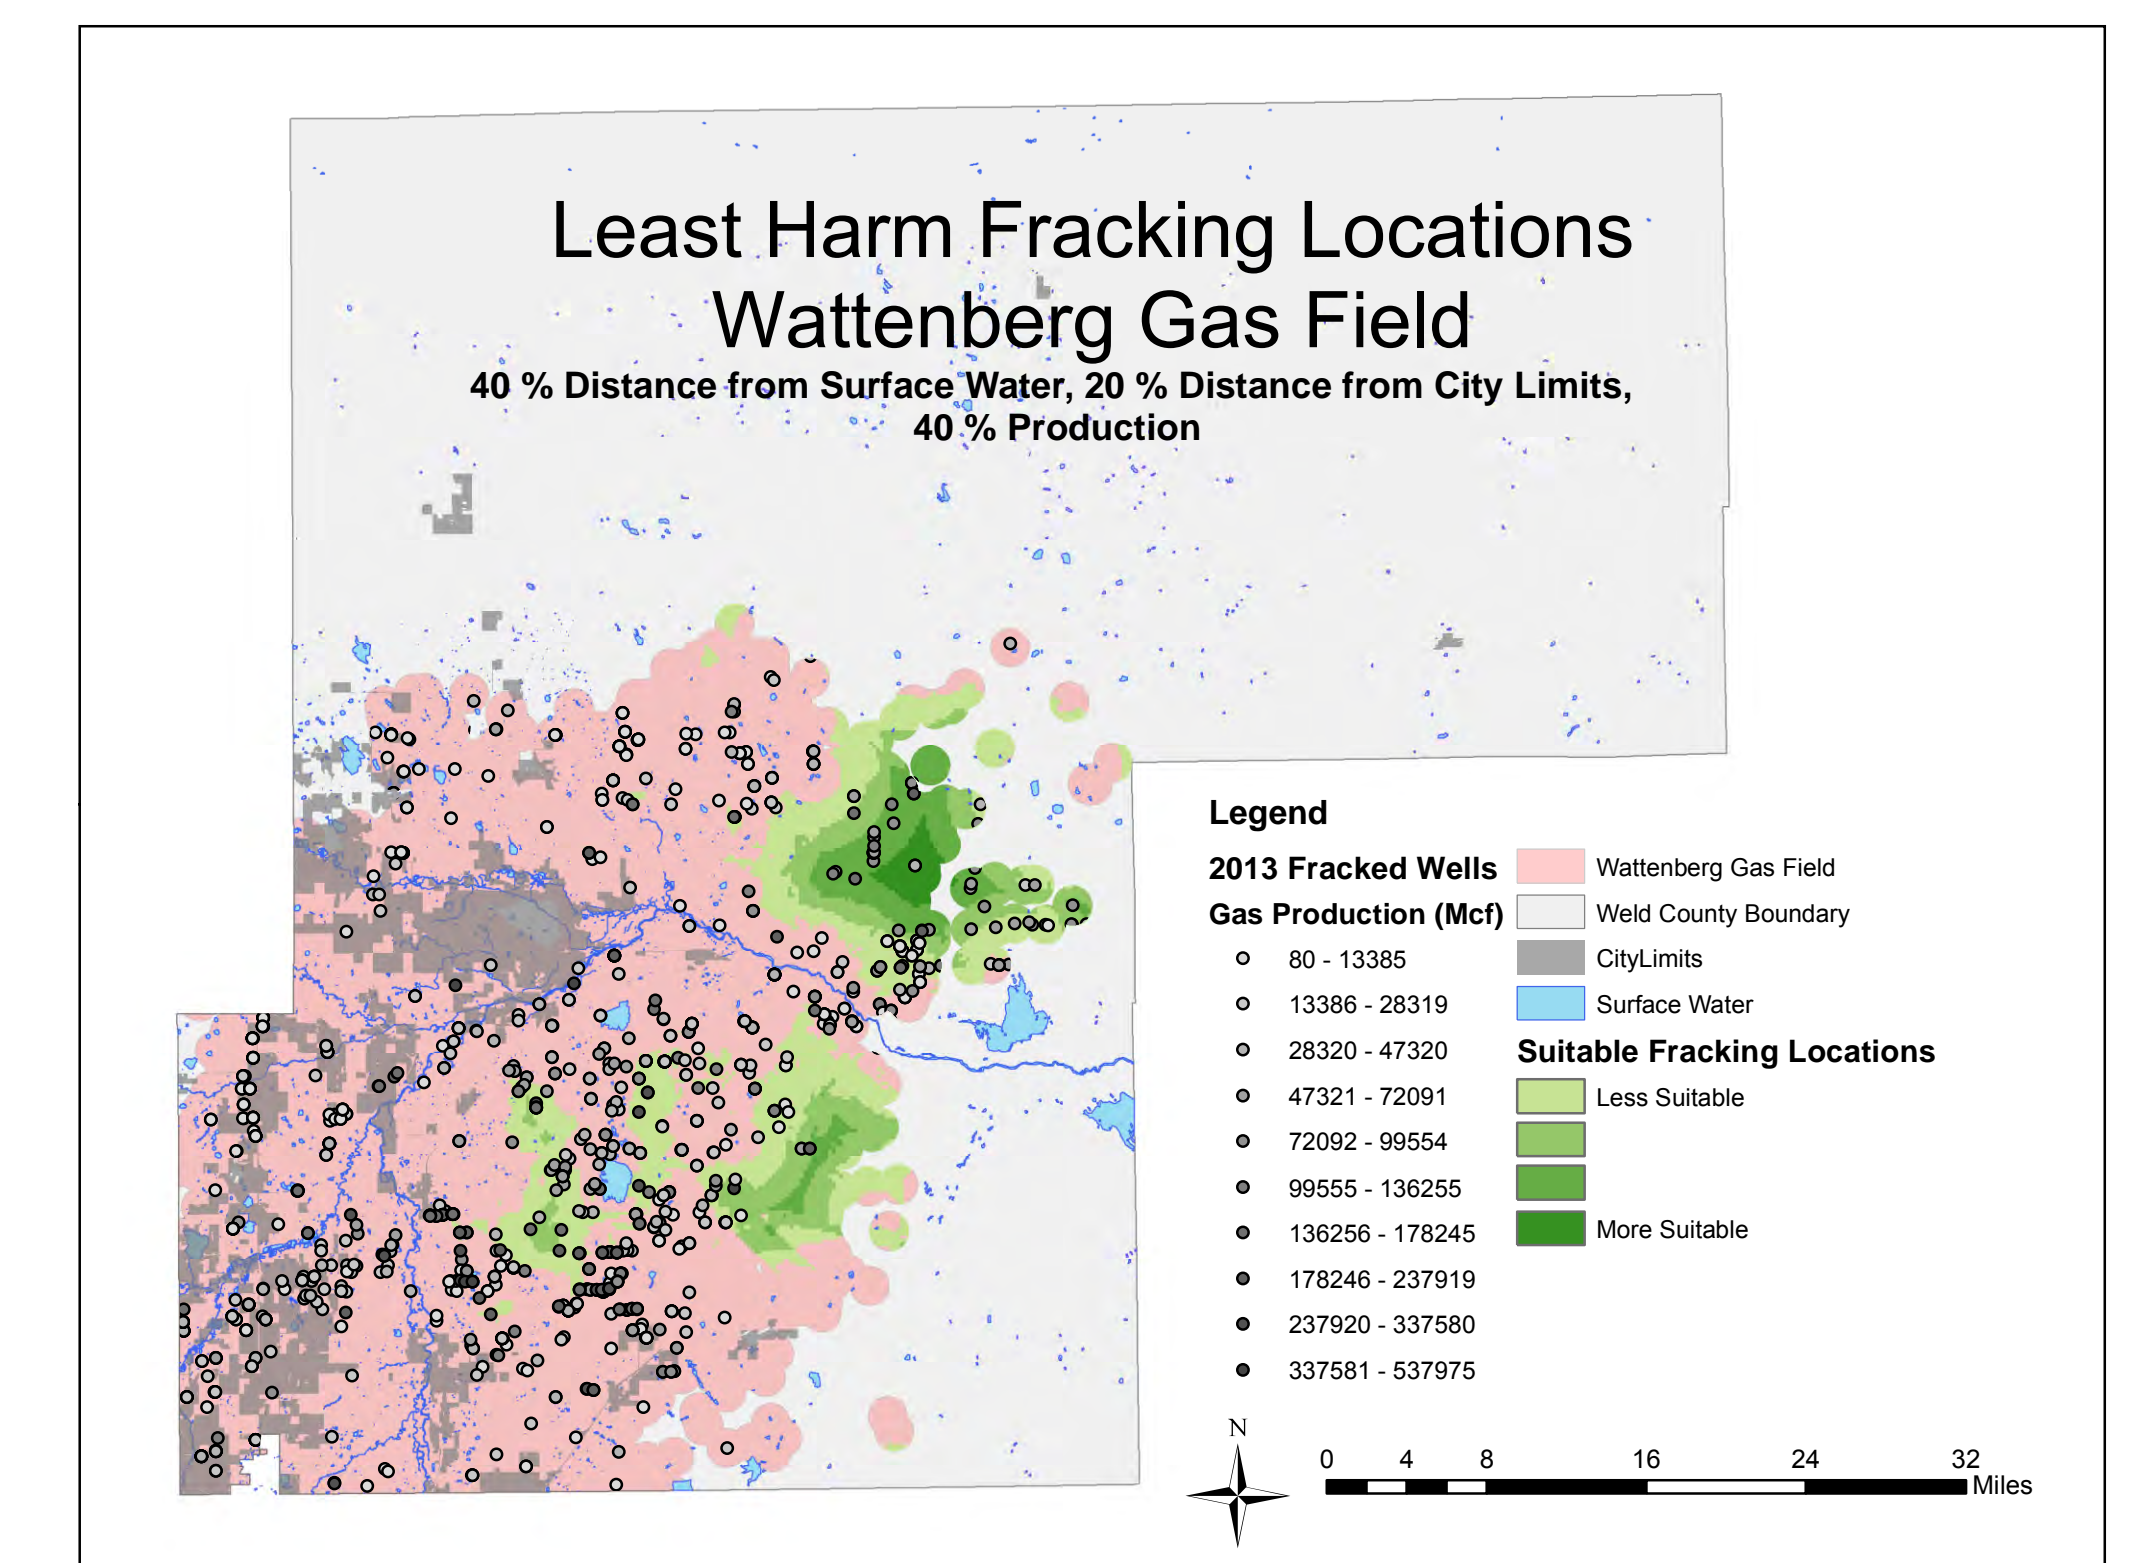 Least Harm Fracking Locations
Wattenberg Gas Field
40 % Distance from Surface Water, 20 % Distance from City Limits,
40 % Production
Legend
2013 Fracked Wells
Gas Production (Mcf)
80 - 13385
13386 - 28319
28320 - 47320
47321 - 72091
72092 - 99554
99555 - 136255
136256 - 178245
178246 - 237919
237920 - 337580
337581 - 537975
Wattenberg Gas Field
Weld County Boundary
CityLimits
Surface Water
Suitable Fracking Locations
Less Suitable
More Suitable
N
0 4 8 16 24 32
Miles